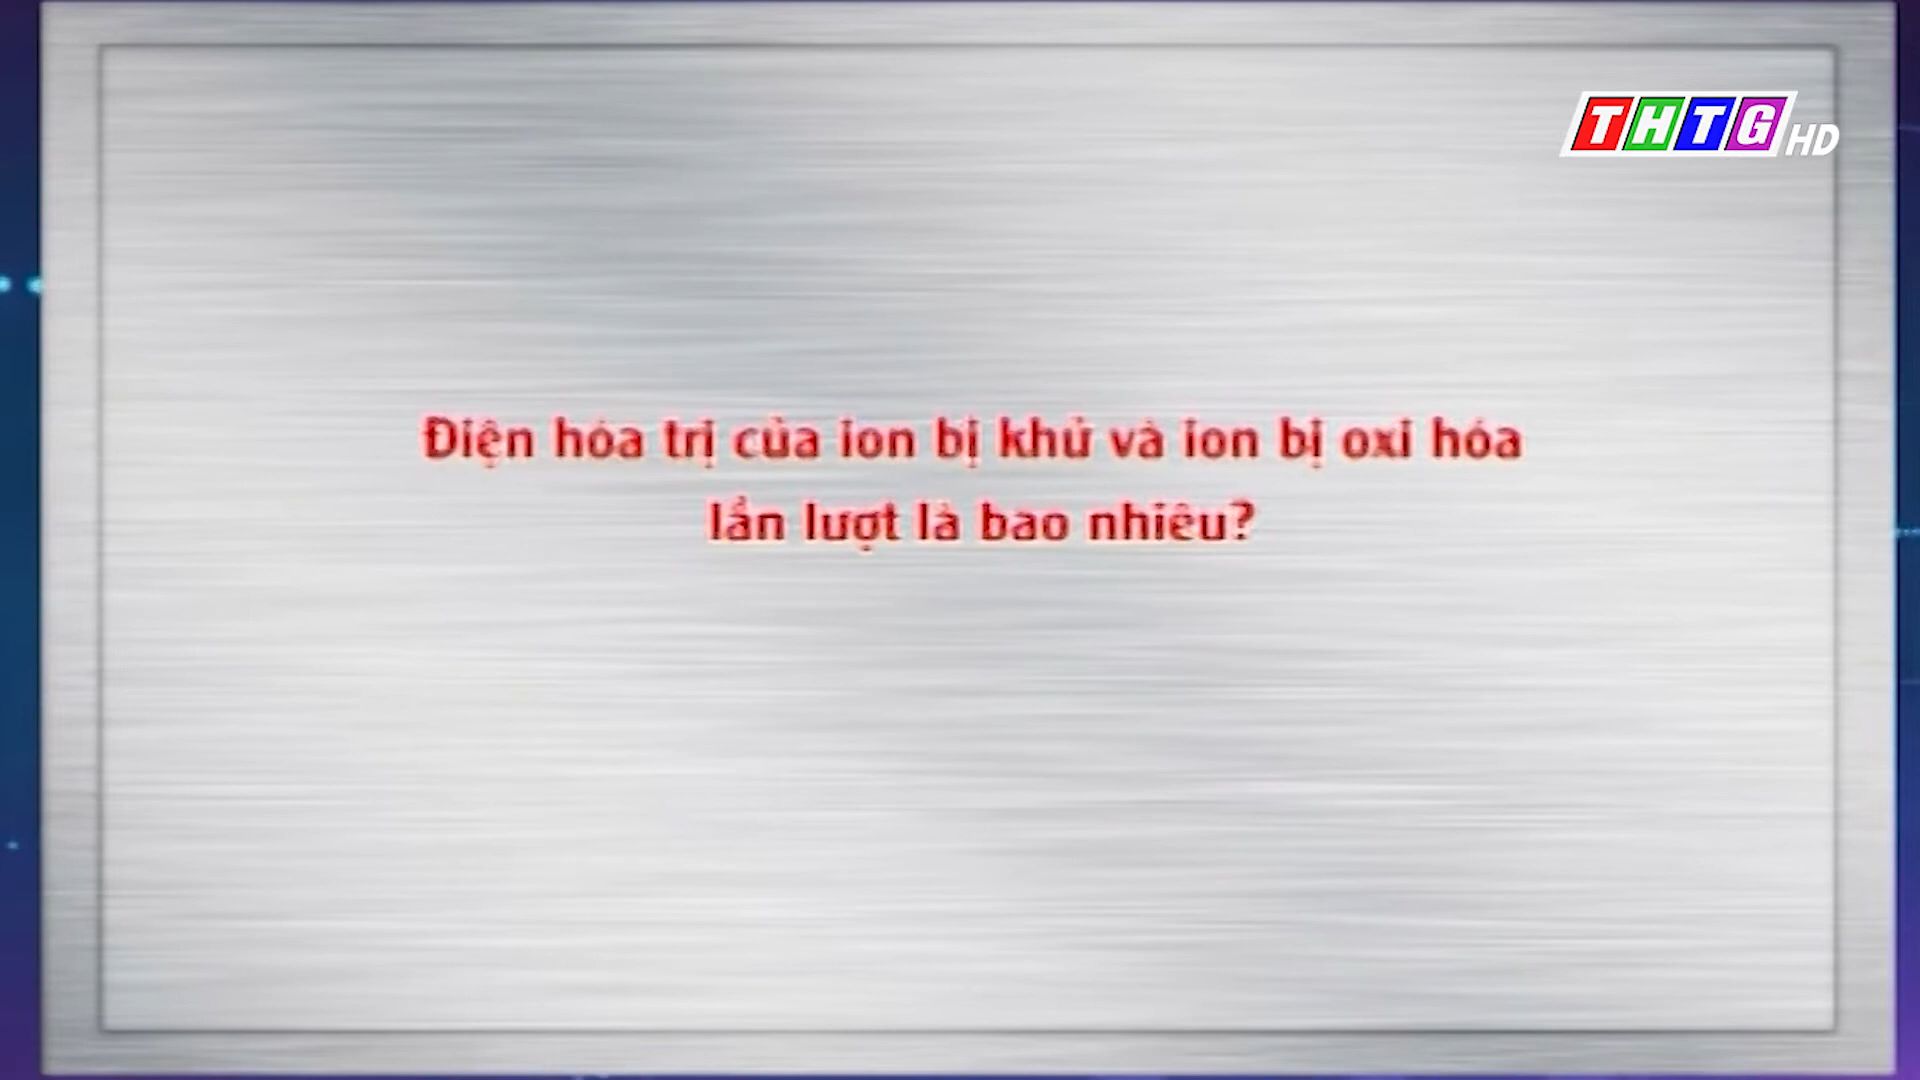 THTG HD
Điện hóa trị của ion bị khử và ion bị oxi hóa
lần lượt là bao nhiêu?